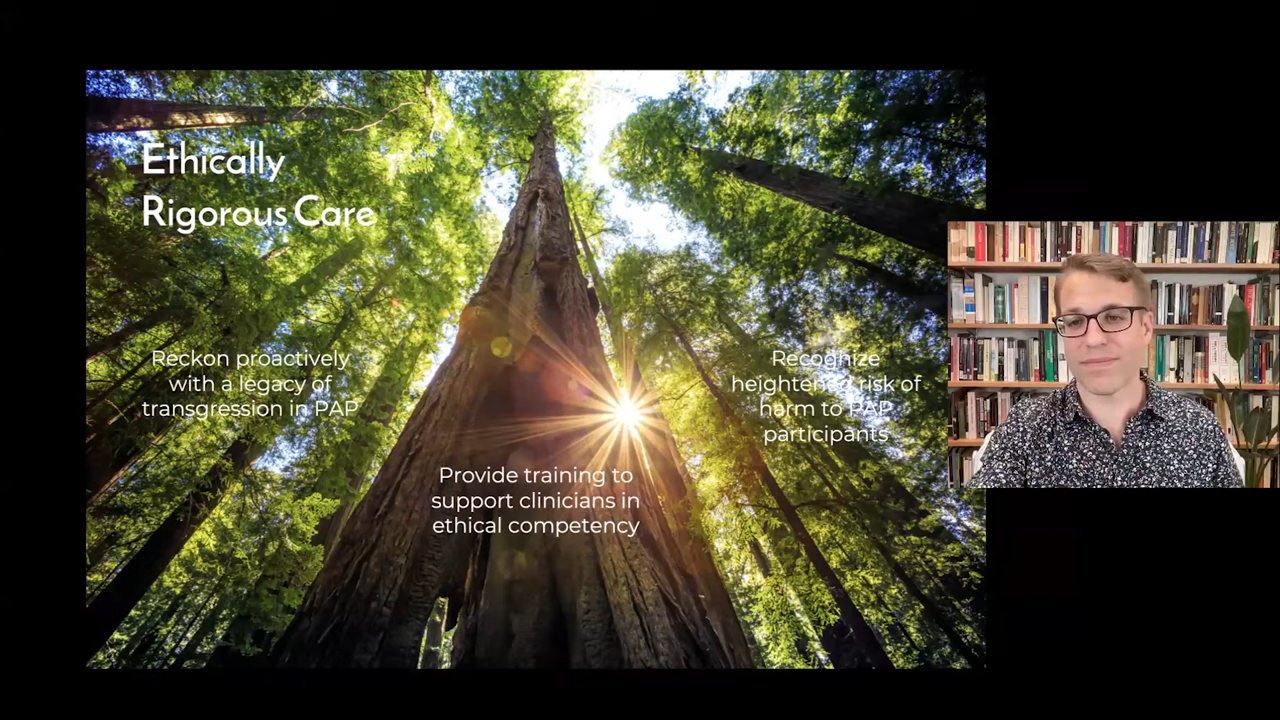 Ethically
Rigorous Care
Reckon proactively
with a legacy of
transgression in PAP
Provide training to
support clinicians in
ethical competency
Recognize
heightened risk of
harm to PAP
participants